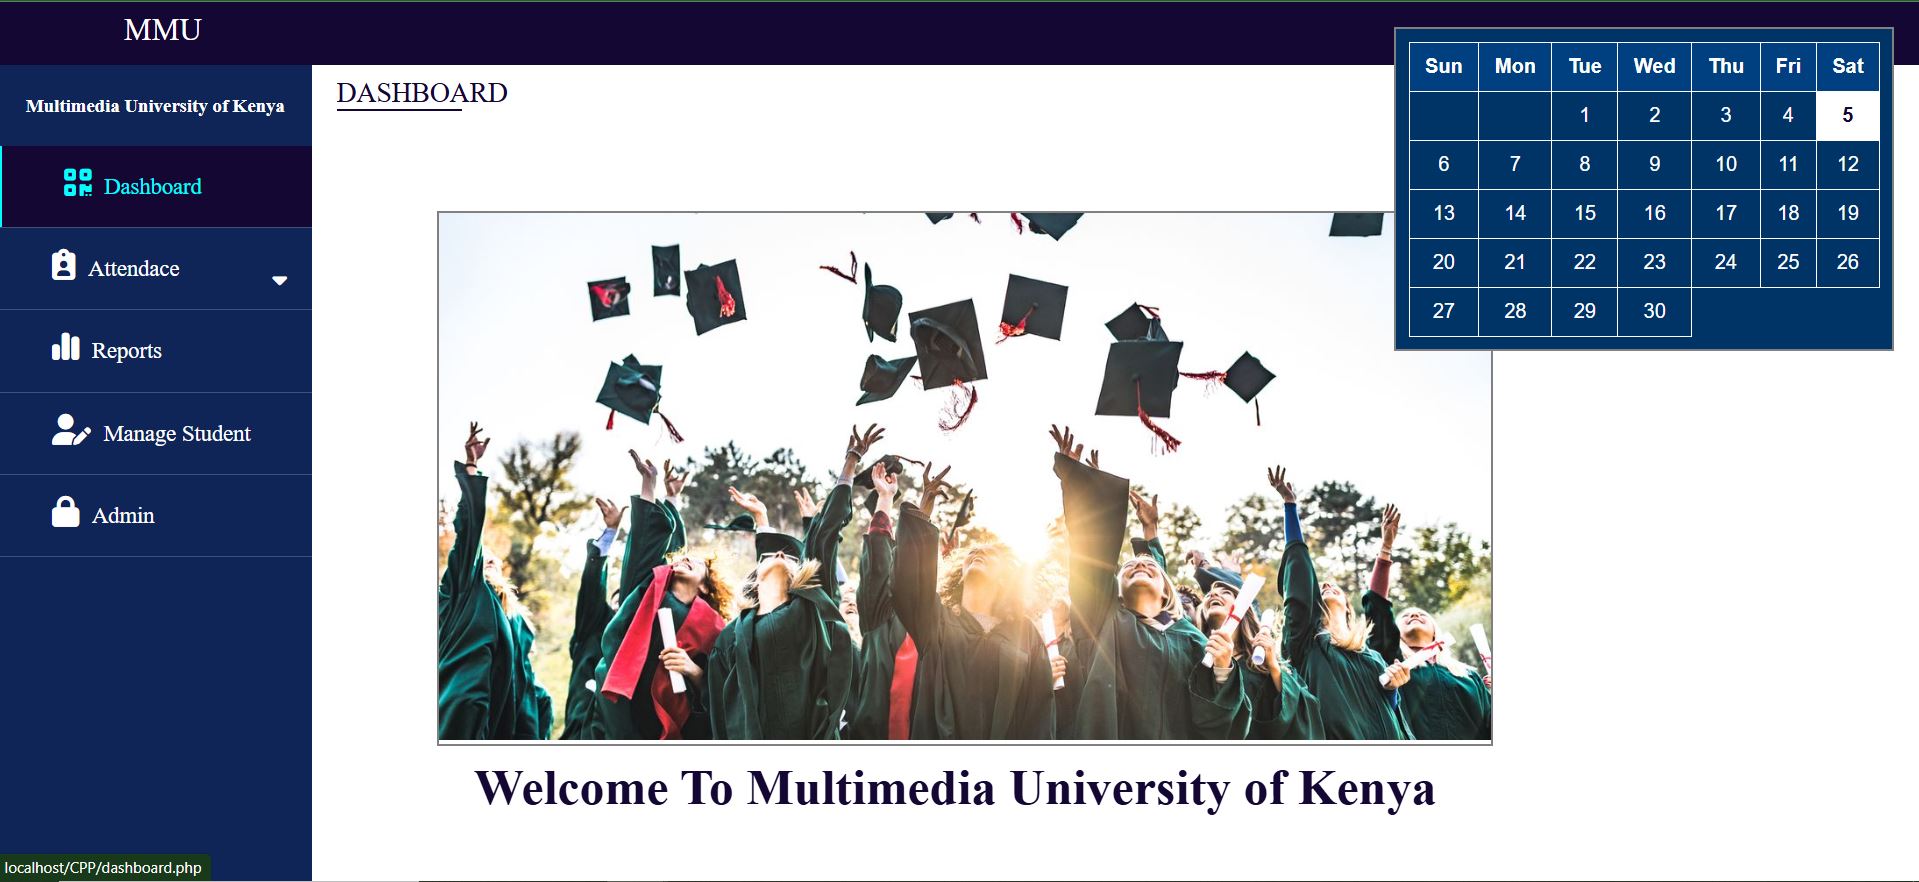 MMU
Multimedia University of Kenya
Dashboard
Attendace
Reports
Manage Student
Admin
DASHBOARD
Sun Mon Tue Wed Thu Fri Sat
1 2 3 4 5
6 7 8 9 10 11 12
13 14 15 16 17 18 19
20 21 22 23 24 25 26
27 28 29 30
Welcome To Multimedia University of Kenya
localhost/CPP/dashboard.php